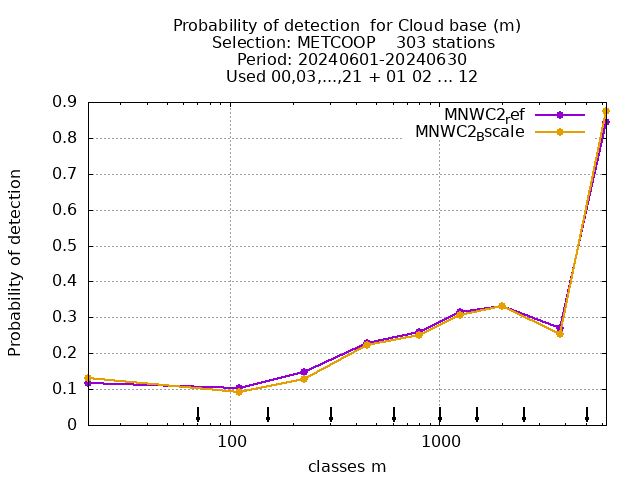 Probability of detection  for Cloud base (m)
Selection: METCOOP    303 stations
Period: 20240601-20240630
Used 00,03,...,21 + 01 02 ... 12
MNWC2_ref
MNWC2_Bscale
0.9
0.8
0.7
0.6
0.5
0.4
0.3
0.2
0.1
0
Probability of detection
100
1000
classes m